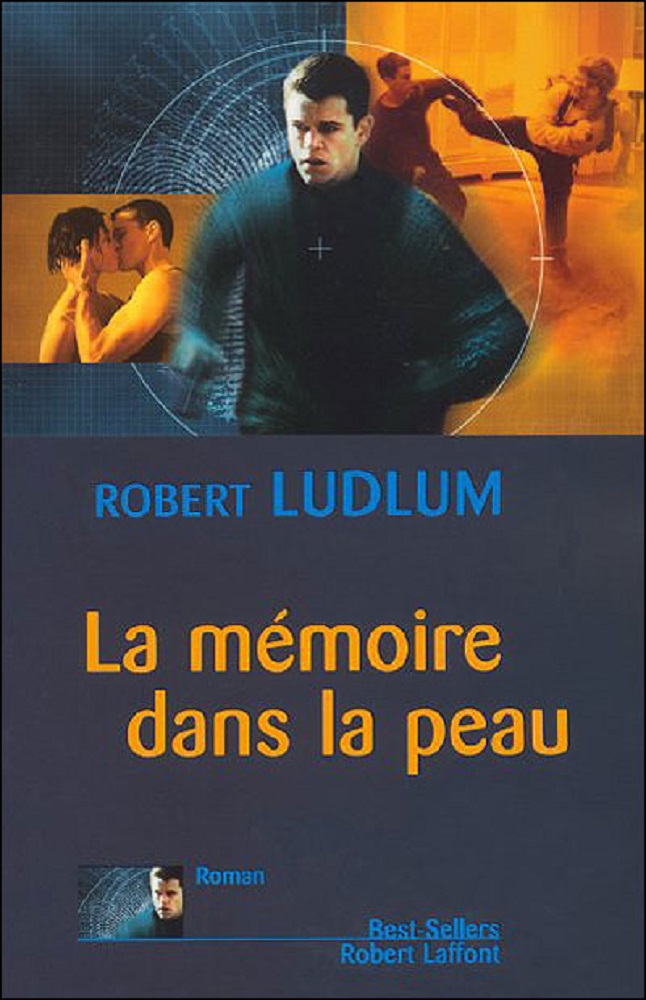 ROBERT LUDLUM
La mémoire
dans la peau
Roman
Best-Sellers
Robert Laffont